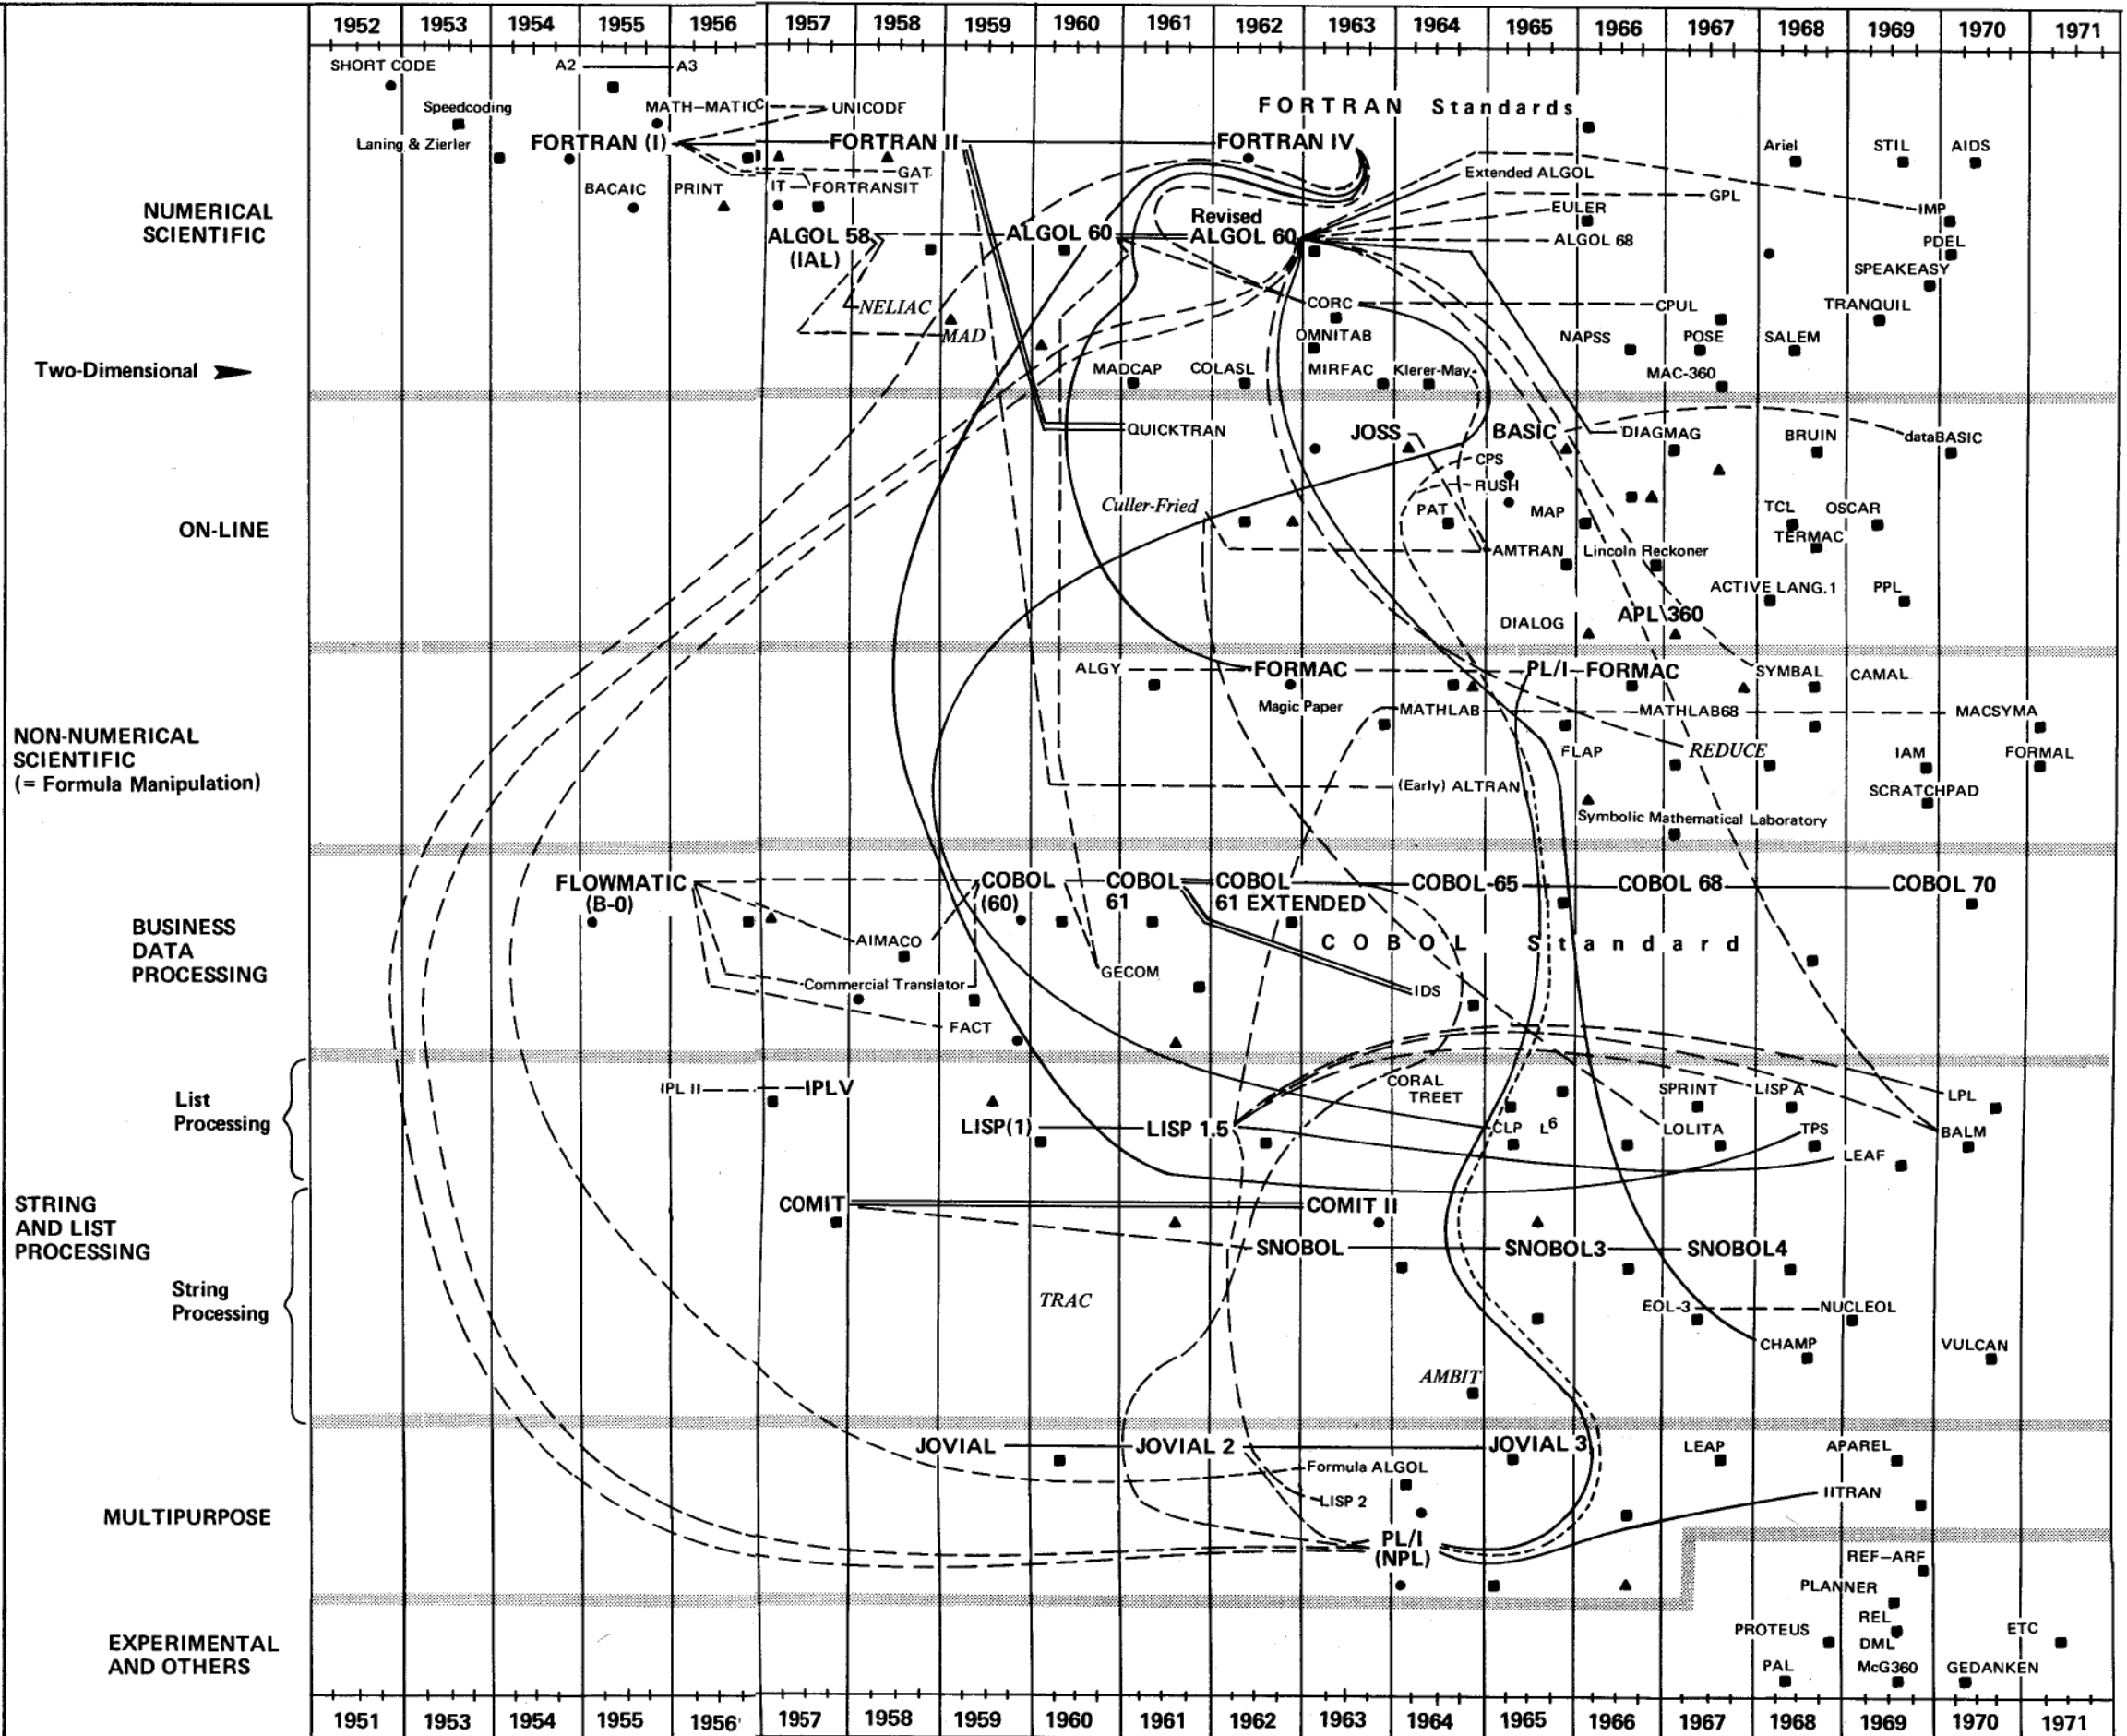 1952 1953 1954 1955 1956 1957 1958 1959 1960 1961 1962 1963 1964 1965 1966 1967 1968 1969 1970 1971
SHORT CODE A2 A3
Speedcoding MATH-MATIC UNICODE FORTRAN Standards
Laning & Zierler FORTRAN (I) FORTRAN II FORTRAN IV Ariel STIL AIDS
GAT Extended ALGOL
BACAIC PRINT IT FORTRANSIT GPL
NUMERICAL
SCIENTIFIC
EULER IMP
Revised
ALGOL 58 ALGOL 60 ALGOL 60 ALGOL 68 PDEL
(IAL)
SPEAKEASY
NELIAC CORC CPUL TRANQUIL
MAD OMNITAB NAPSS POSE SALEM
Two-Dimensional
MADCAP COLASL MIRFAC Klerer-May MAC-360
QUICKTRAN JOSS BASIC DIAGMAG BRUIN dataBASIC
CPS
RUSH
Culler-Fried PAT MAP TCL OSCAR
ON-LINE
TERMAC
AMTRAN Lincoln Reckoner
ACTIVE LANG.1 PPL
DIALOG APL 360
ALGY FORMAC PL/I-FORMAC SYMBAL CAMAL
Magic Paper MATHLAB MATHLAB68 MACSYMA
NON-NUMERICAL
SCIENTIFIC
(= Formula Manipulation)
FLAP REDUCE IAM FORMAL
(Early) ALTRAN SCRATCHPAD
Symbolic Mathematical Laboratory
FLOWMATIC COBOL COBOL COBOL COBOL-65 COBOL 68 COBOL 70
(B-0) (60) 61 61 EXTENDED
BUSINESS
DATA
PROCESSING
AIMACO COBOL Standard
GECOM
Commercial Translator IDS
FACT
List
Processing
IPL II IPLV CORAL SPRINT LISP A LPL
TREET
LISP(1) LISP 1.5 CLP L6 LOLITA TPS BALM
LEAF
STRING
AND LIST
PROCESSING
COMIT COMIT II
SNOBOL SNOBOL3 SNOBOL4
String
Processing
TRAC EOL-3 NUCLEOL
CHAMP VULCAN
AMBIT
JOVIAL JOVIAL 2 JOVIAL 3 LEAP APAREL
Formula ALGOL
LISP 2 IITRAN
MULTIPURPOSE
PL/I
(NPL)
REF-ARF
PLANNER
REL
EXPERIMENTAL
AND OTHERS
PROTEUS DML ETC
PAL McG360 GEDANKEN
1951 1953 1954 1955 1956 1957 1958 1959 1960 1961 1962 1963 1964 1965 1966 1967 1968 1969 1970 1971